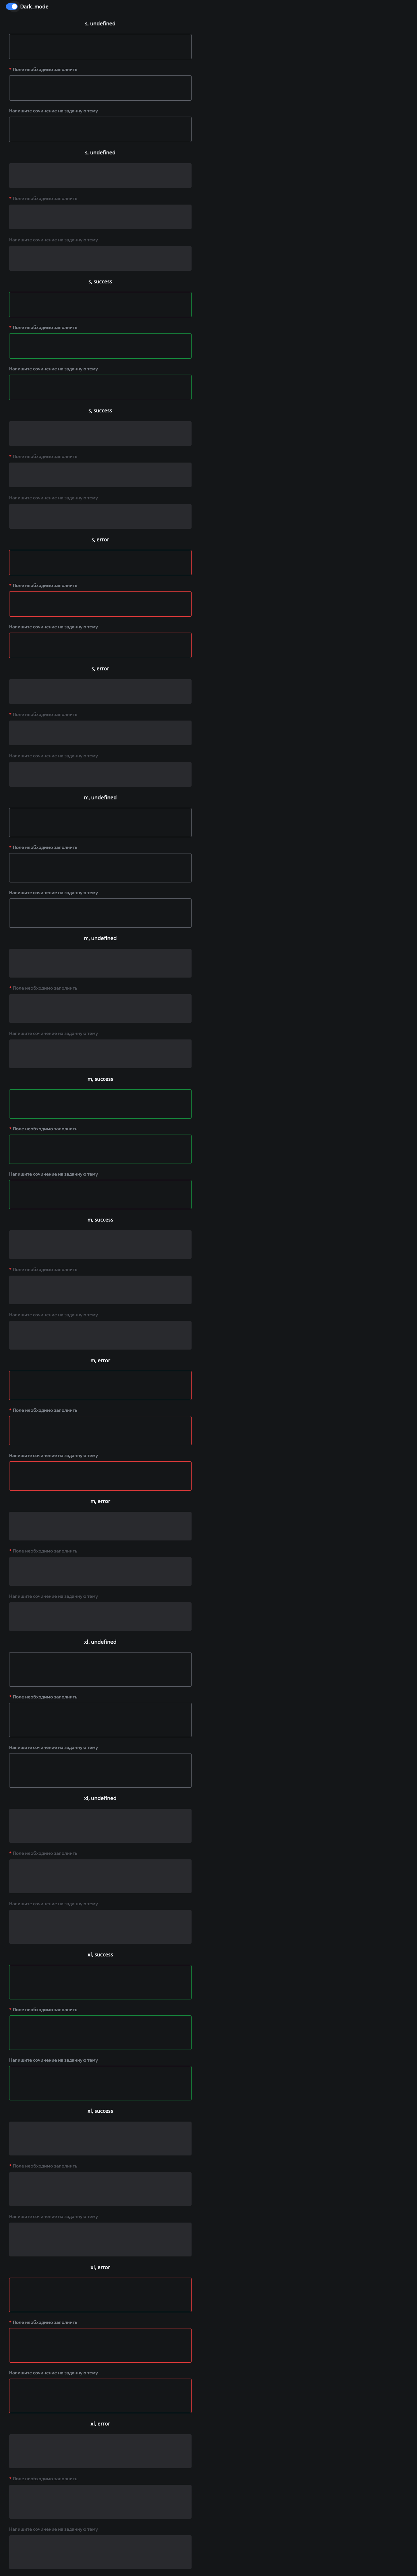 Dark_mode
s, undefined
* Поле необходимо заполнить
Напишите сочинение на заданную тему
s, undefined
* Поле необходимо заполнить
Напишите сочинение на заданную тему
s, success
* Поле необходимо заполнить
Напишите сочинение на заданную тему
s, success
* Поле необходимо заполнить
Напишите сочинение на заданную тему
s, error
* Поле необходимо заполнить
Напишите сочинение на заданную тему
s, error
* Поле необходимо заполнить
Напишите сочинение на заданную тему
m, undefined
* Поле необходимо заполнить
Напишите сочинение на заданную тему
m, undefined
* Поле необходимо заполнить
Напишите сочинение на заданную тему
m, success
* Поле необходимо заполнить
Напишите сочинение на заданную тему
m, success
* Поле необходимо заполнить
Напишите сочинение на заданную тему
m, error
* Поле необходимо заполнить
Напишите сочинение на заданную тему
m, error
* Поле необходимо заполнить
Напишите сочинение на заданную тему
xl, undefined
* Поле необходимо заполнить
Напишите сочинение на заданную тему
xl, undefined
* Поле необходимо заполнить
Напишите сочинение на заданную тему
xl, success
* Поле необходимо заполнить
Напишите сочинение на заданную тему
xl, success
* Поле необходимо заполнить
Напишите сочинение на заданную тему
xl, error
* Поле необходимо заполнить
Напишите сочинение на заданную тему
xl, error
* Поле необходимо заполнить
Напишите сочинение на заданную тему